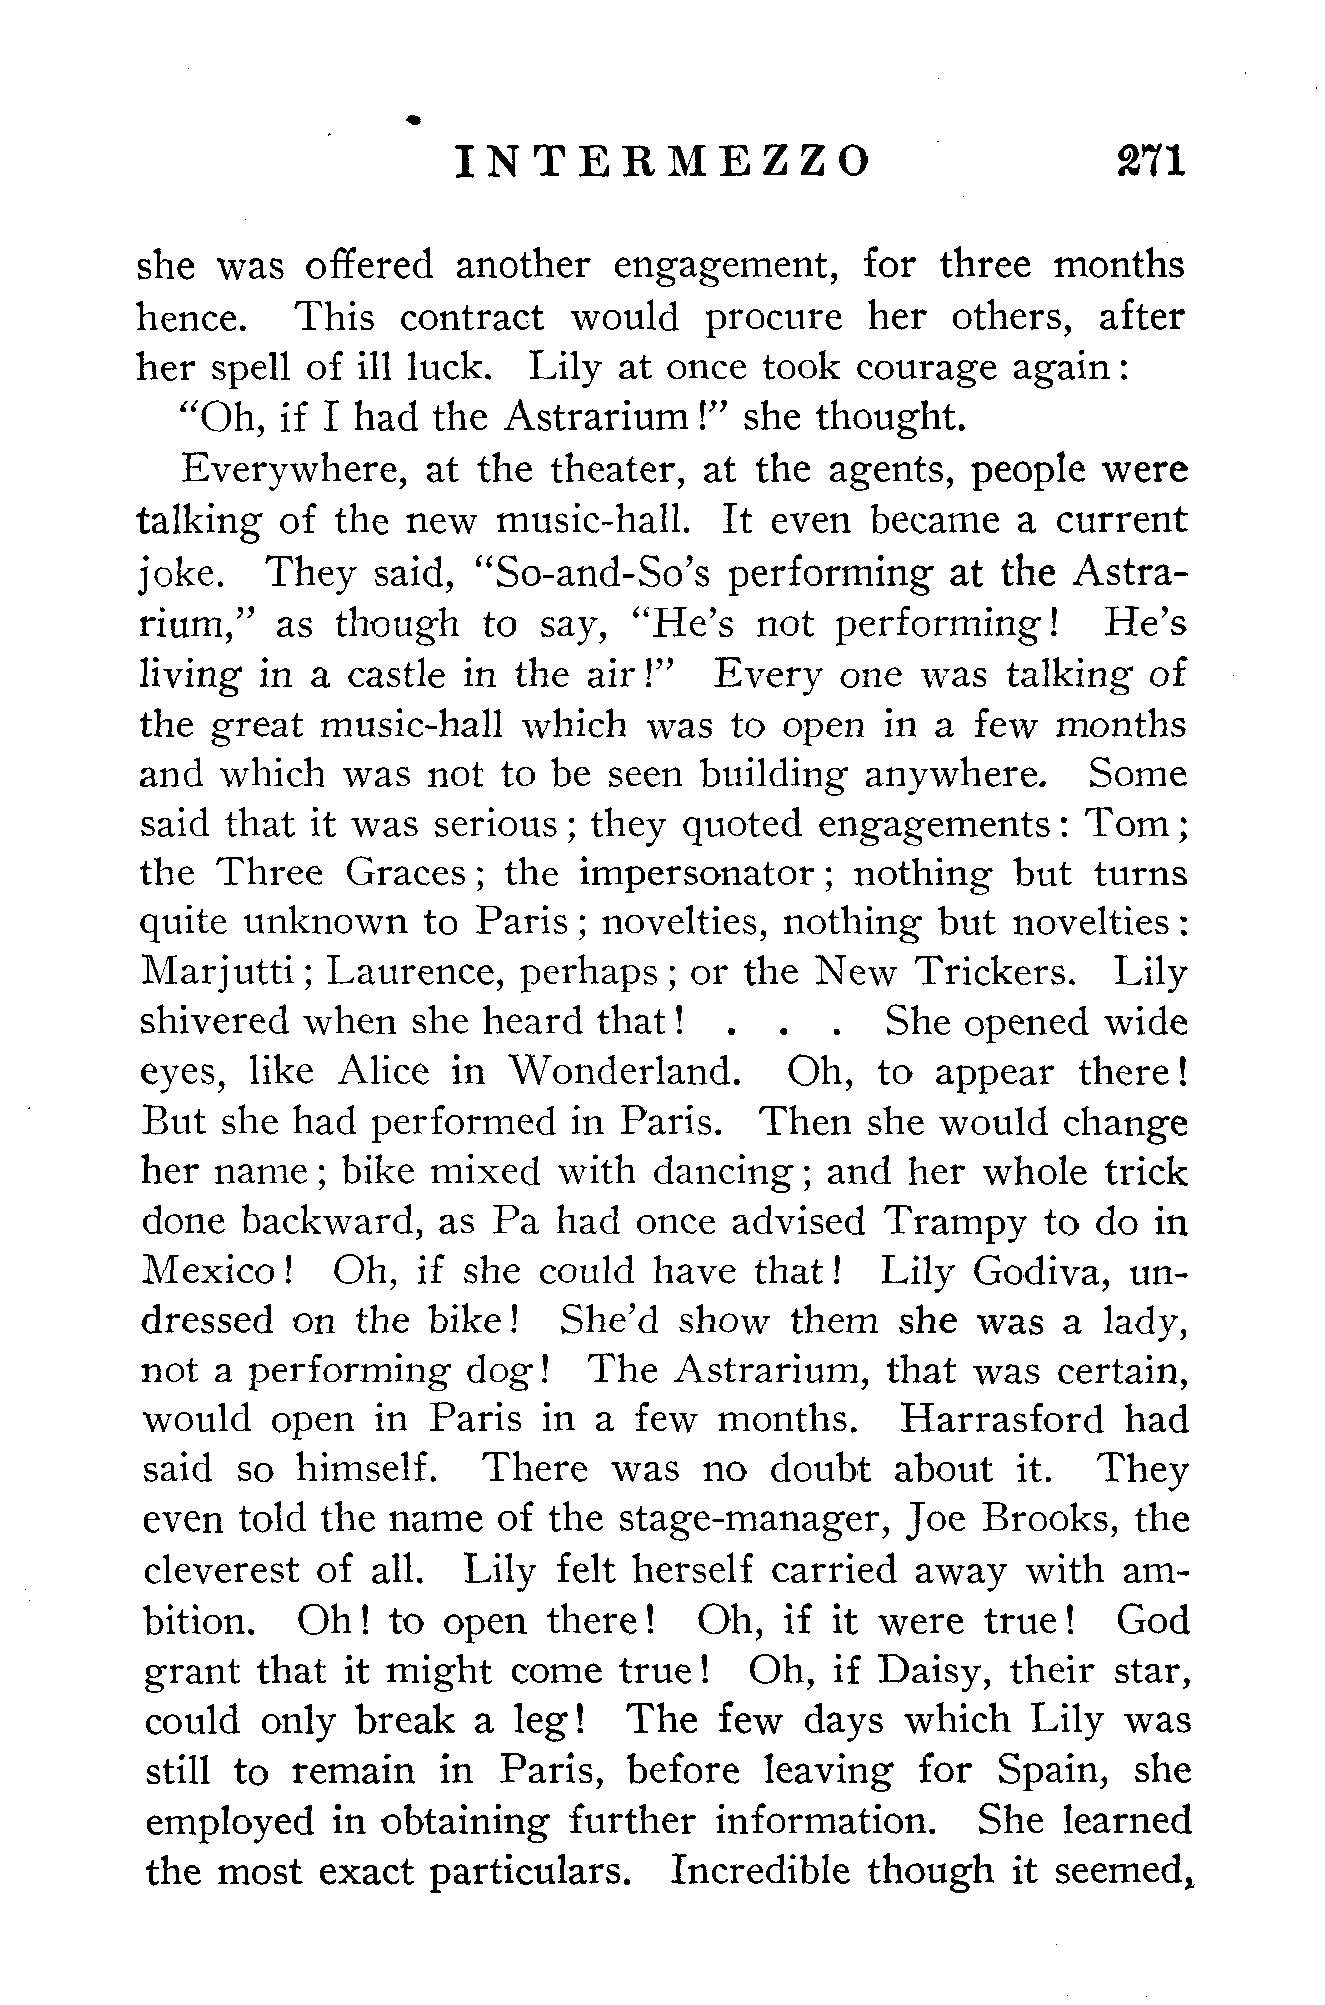 INTERMEZZO 271
she was offered another engagement, for three months
hence. This contract would procure her others, after
her spell of ill luck. Lily at once took courage again:
"Oh, if I had the Astrarium!" she thought.
Everywhere, at the theater, at the agents, people were
talking of the new music-hall. It even became a current
joke. They said, "So-and-So's performing at the Astra-
rium," as though to say, "He's not performing! He's
living in a castle in the air!" Every one was talking of
the great music-hall which was to open in a few months
and which was not to be seen building anywhere. Some
said that it was serious; they quoted engagements: Tom;
the Three Graces; the impersonator; nothing but turns
quite unknown to Paris; novelties, nothing but novelties:
Marjutti; Laurence, perhaps; or the New Trickers. Lily
shivered when she heard that! . . . She opened wide
eyes, like Alice in Wonderland. Oh, to appear there!
But she had performed in Paris. Then she would change
her name; bike mixed with dancing; and her whole trick
done backward, as Pa had once advised Trampy to do in
Mexico! Oh, if she could have that! Lily Godiva, un-
dressed on the bike! She'd show them she was a lady,
not a performing dog! The Astrarium, that was certain,
would open in Paris in a few months. Harrasford had
said so himself. There was no doubt about it. They
even told the name of the stage-manager, Joe Brooks, the
cleverest of all. Lily felt herself carried away with am-
bition. Oh! to open there! Oh, if it were true! God
grant that it might come true! Oh, if Daisy, their star,
could only break a leg! The few days which Lily was
still to remain in Paris, before leaving for Spain, she
employed in obtaining further information. She learned
the most exact particulars. Incredible though it seemed,